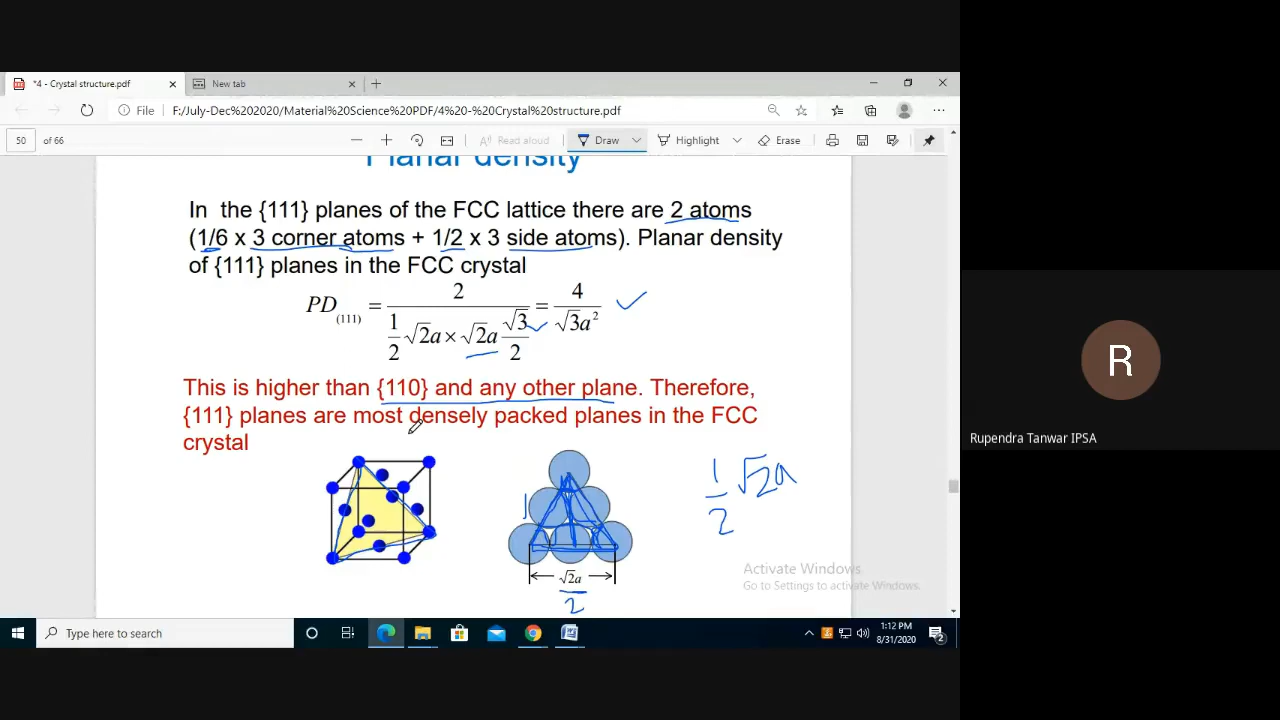 *4 - Crystal structure.pdf
New tab
File
F:/July-Dec%202020/Material%20Science%20PDF/4%20-%20Crystal%20structure.pdf
50 of 66
Read aloud
Draw
Highlight
Erase
Planar density
In the {111} planes of the FCC lattice there are 2 atoms
(1/6 x 3 corner atoms + 1/2 x 3 side atoms). Planar density
of {111} planes in the FCC crystal
PD(111) = 2 / (1/2 √2a × √2a √3/2) = 4 / √3a²
This is higher than {110} and any other plane. Therefore,
{111} planes are most densely packed planes in the FCC
crystal
√2a
2
1/2 √2a
R
Rupendra Tanwar IPSA
Activate Windows
Go to Settings to activate Windows.
Type here to search
1:12 PM
8/31/2020
2